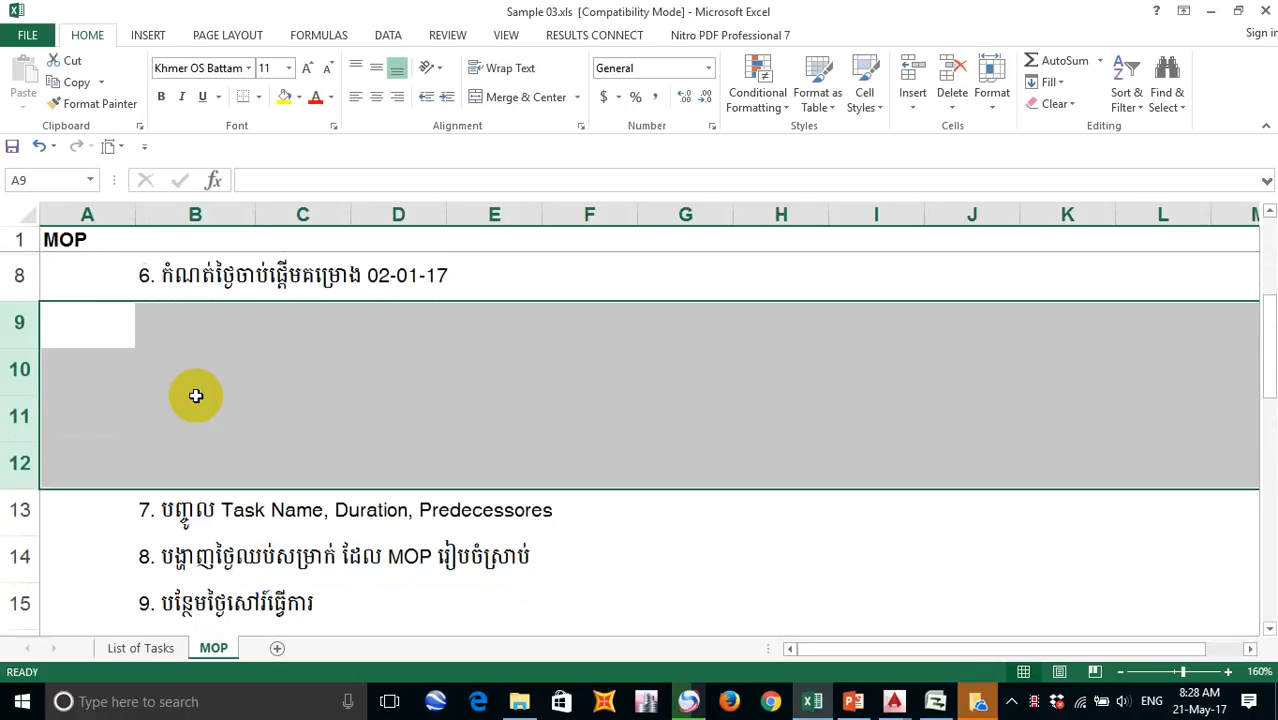 Sample 03.xls [Compatibility Mode] - Microsoft Excel
? Sign in
FILE HOME INSERT PAGE LAYOUT FORMULAS DATA REVIEW VIEW RESULTS CONNECT Nitro PDF Professional 7
Paste Cut Copy Format Painter
Khmer OS Battam 11 A A
B I U A
Wrap Text
Merge & Center
General
$ % ,
Conditional Formatting Format as Table Cell Styles
Insert Delete Format
AutoSum Fill Clear
Sort & Filter Find & Select
Clipboard Font Alignment Number Styles Cells Editing
A9 fx
A B C D E F G H I J K L M
1 MOP
8 6. កំណត់ថ្ងៃចាប់ផ្ដើមគម្រោង 02-01-17
9
10
11
12
13 7. បញ្ចូល Task Name, Duration, Predecessores
14 8. បង្ហាញថ្ងៃឈប់សម្រាក់ ដែល MOP រៀបចំស្រាប់
15 9. បន្ថែមថ្ងៃសៅរ៍ធ្វើការ
List of Tasks MOP
READY 160%
Type here to search
ENG
8:28 AM
21-May-17